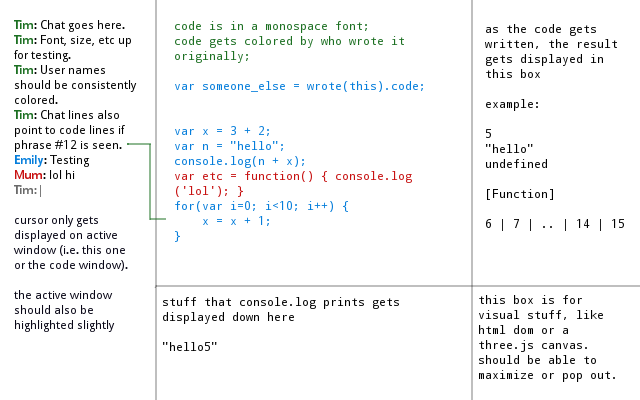 Tim: Chat goes here.
Tim: Font, size, etc up
for testing.
Tim: User names
should be consistently
colored.
Tim: Chat lines also
point to code lines if
phrase #12 is seen.
Emily: Testing
Mum: lol hi
Tim:|
cursor only gets
displayed on active
window (i.e. this one
or the code window).
the active window
should also be
highlighted slightly
code is in a monospace font;
code gets colored by who wrote it
originally;
var someone_else = wrote(this).code;
var x = 3 + 2;
var n = "hello";
console.log(n + x);
var etc = function() { console.log
('lol'); }
for(var i=0; i<10; i++) {
x = x + 1;
}
as the code gets
written, the result
gets displayed in
this box
example:
5
"hello"
undefined
[Function]
6 | 7 | .. | 14 | 15
stuff that console.log prints gets
displayed down here
"hello5"
this box is for
visual stuff, like
html dom or a
three.js canvas.
should be able to
maximize or pop out.